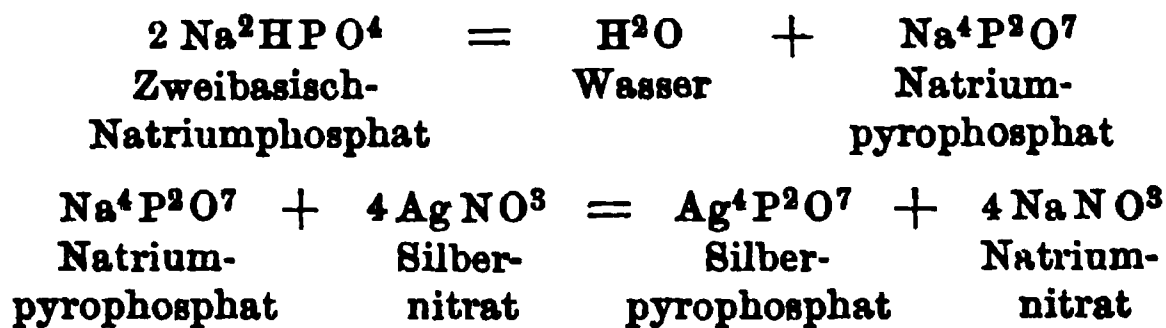 2 Na²HPO⁴ = H²O + Na⁴P²O⁷
Zweibasisch- Wasser Natrium-
Natriumphosphat pyrophosphat
Na⁴P²O⁷ + 4 AgNO³ = Ag⁴P²O⁷ + 4 NaNO³
Natrium- Silber- Silber- Natrium-
pyrophosphat nitrat pyrophosphat nitrat